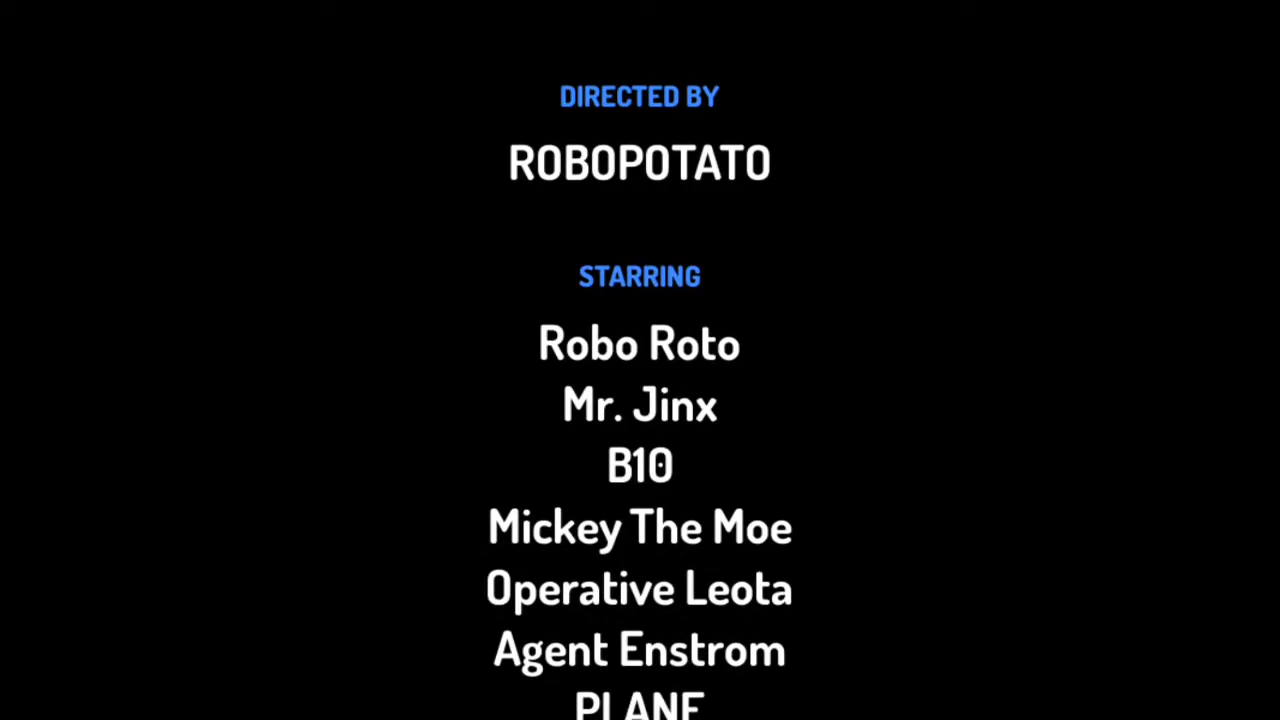 DIRECTED BY
ROBOPOTATO
STARRING
Robo Roto
Mr. Jinx
B10
Mickey The Moe
Operative Leota
Agent Enstrom